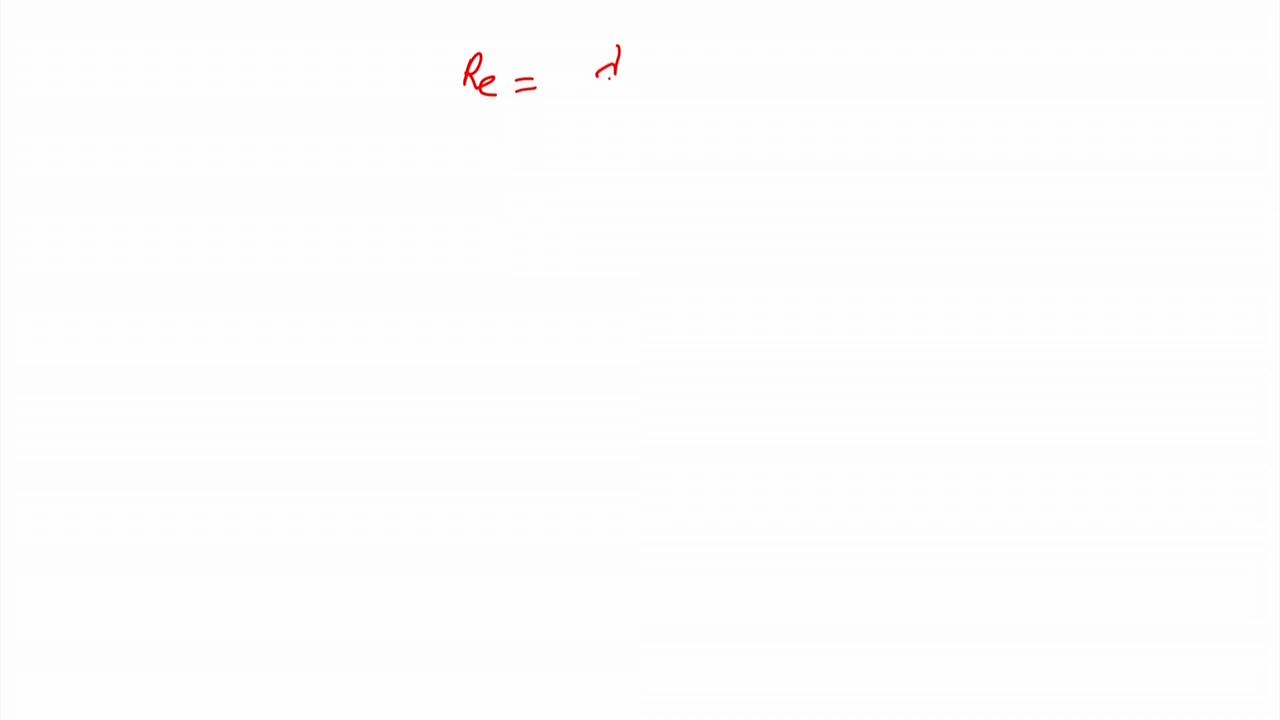 Re =